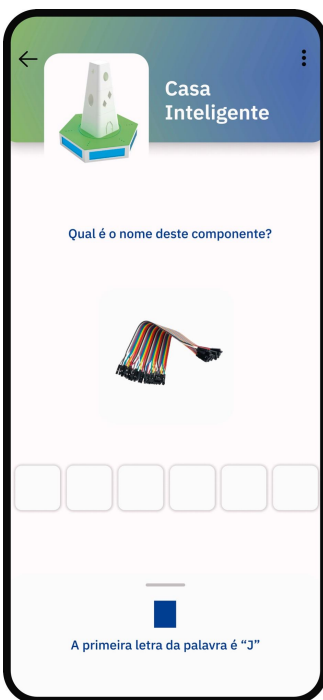 Casa
Inteligente
Qual é o nome deste componente?
A primeira letra da palavra é “J”